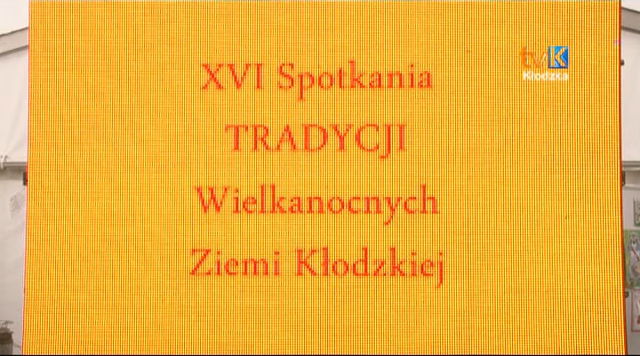 XVI Spotkania
TRADYCJI
Wielkanocnych
Ziemi Kłodzkiej
tvK
Kłodzka